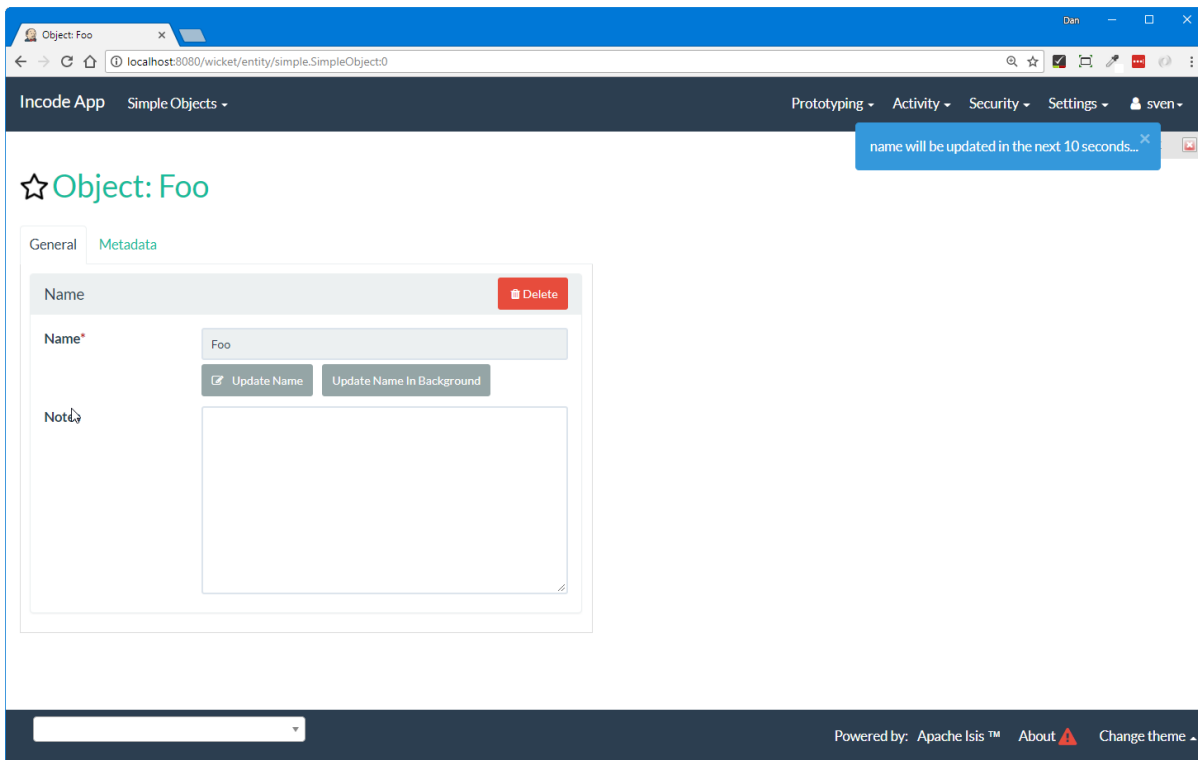 Dan
Object: Foo
localhost:8080/wicket/entity/simple.SimpleObject:0
Incode App Simple Objects Prototyping Activity Security Settings sven
name will be updated in the next 10 seconds...
Object: Foo
General Metadata
Name Delete
Name* Foo
Update Name Update Name In Background
Notes
Powered by: Apache Isis ™ About Change theme